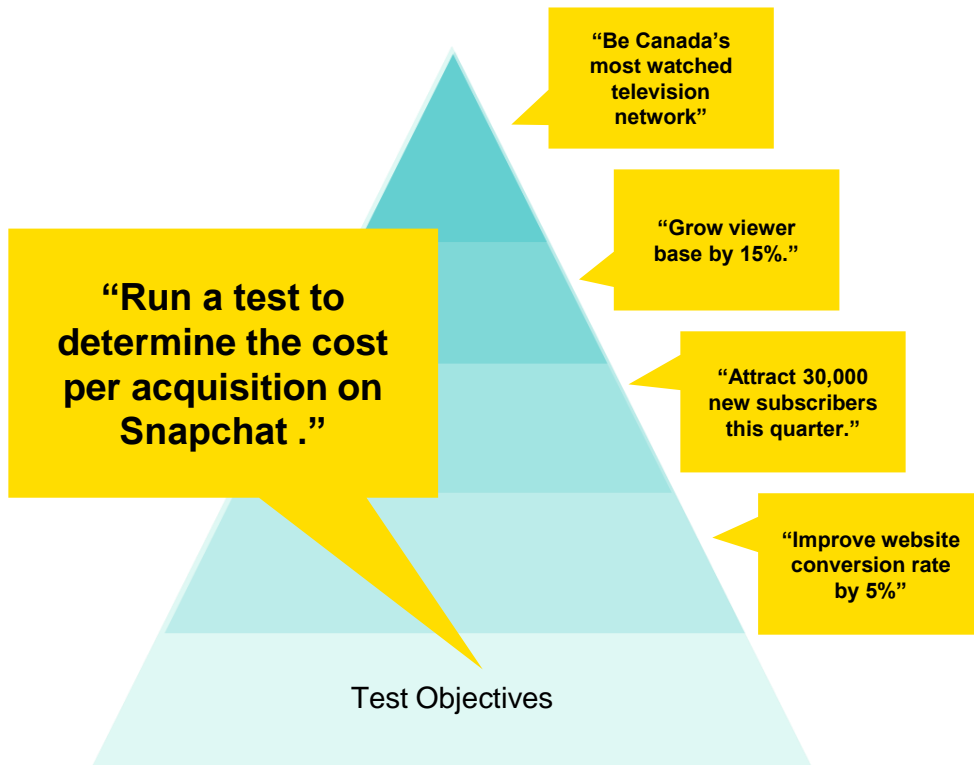 “Be Canada’s
most watched
television
network”
“Grow viewer
base by 15%.”
“Run a test to
determine the cost
per acquisition on
Snapchat .”
“Attract 30,000
new subscribers
this quarter.”
“Improve website
conversion rate
by 5%”
Test Objectives